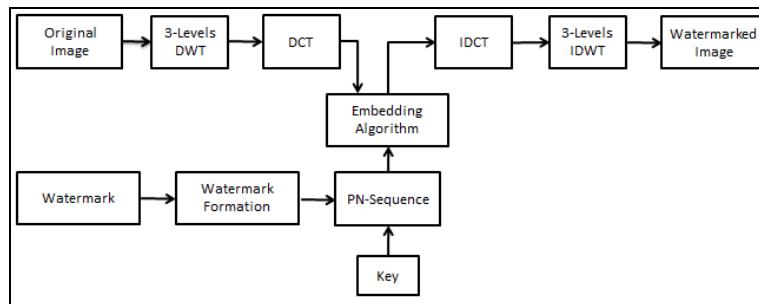 Original
Image
3-Levels
DWT
DCT
IDCT
3-Levels
IDWT
Watermarked
Image
Embedding
Algorithm
Watermark
Watermark
Formation
PN-Sequence
Key